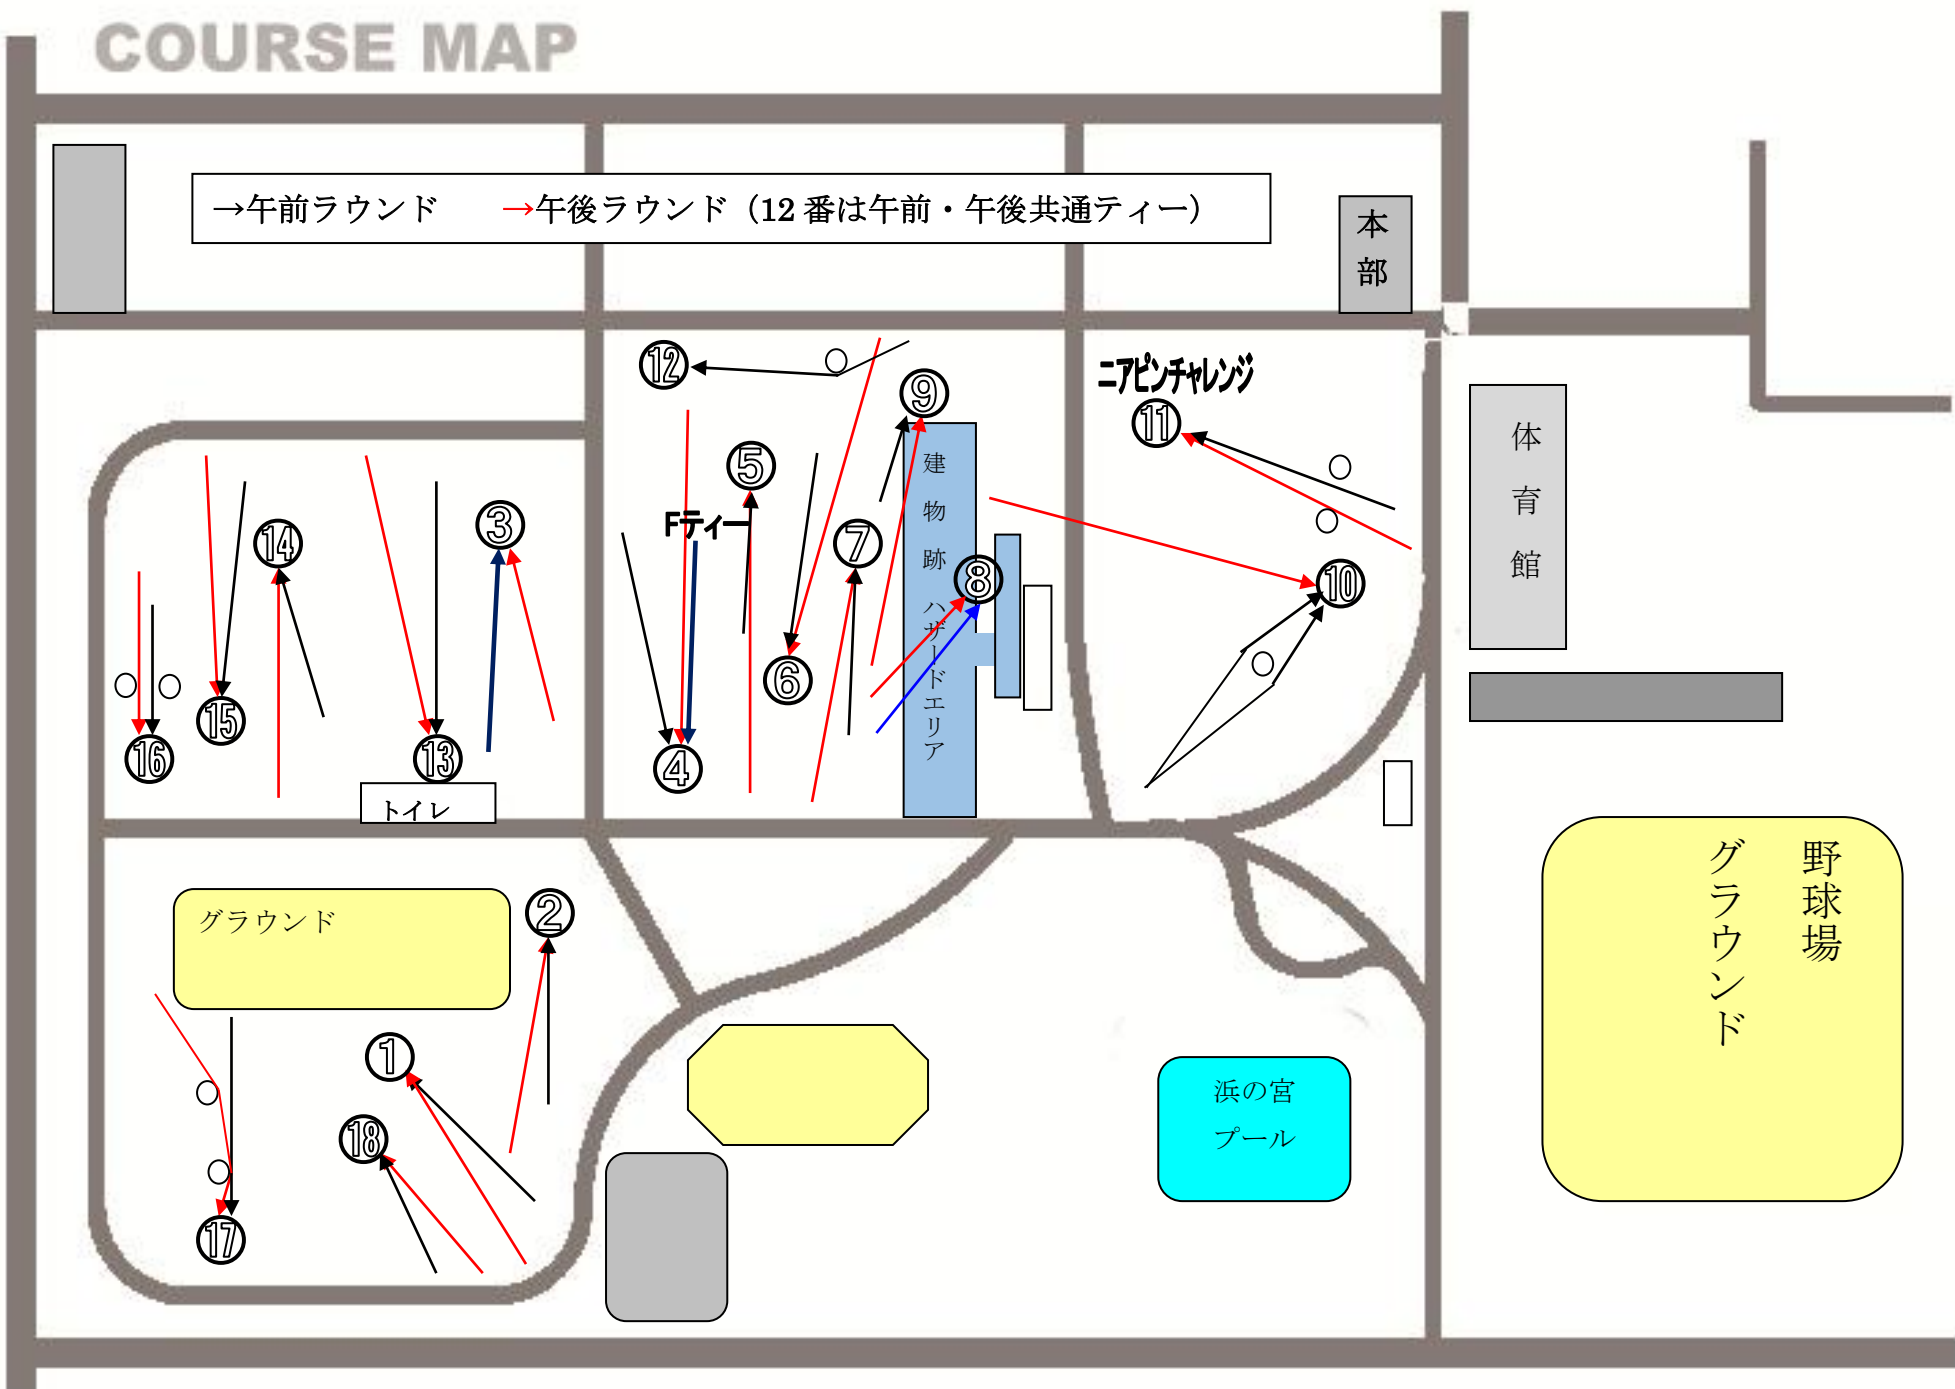 COURSE MAP
→午前ラウンド →午後ラウンド（12 番は午前・午後共通ティー）
本
部
ニアピンチャレンジ
⑫
⑨
⑪
⑤
体
育
館
建
物
跡
ハザードエリア
Fティー
③
⑭
⑦
⑧
⑩
⑥
⑮
⑯
⑬
④
トイレ
野球場
グラウンド
グラウンド
②
①
⑱
⑰
浜の宮
プール